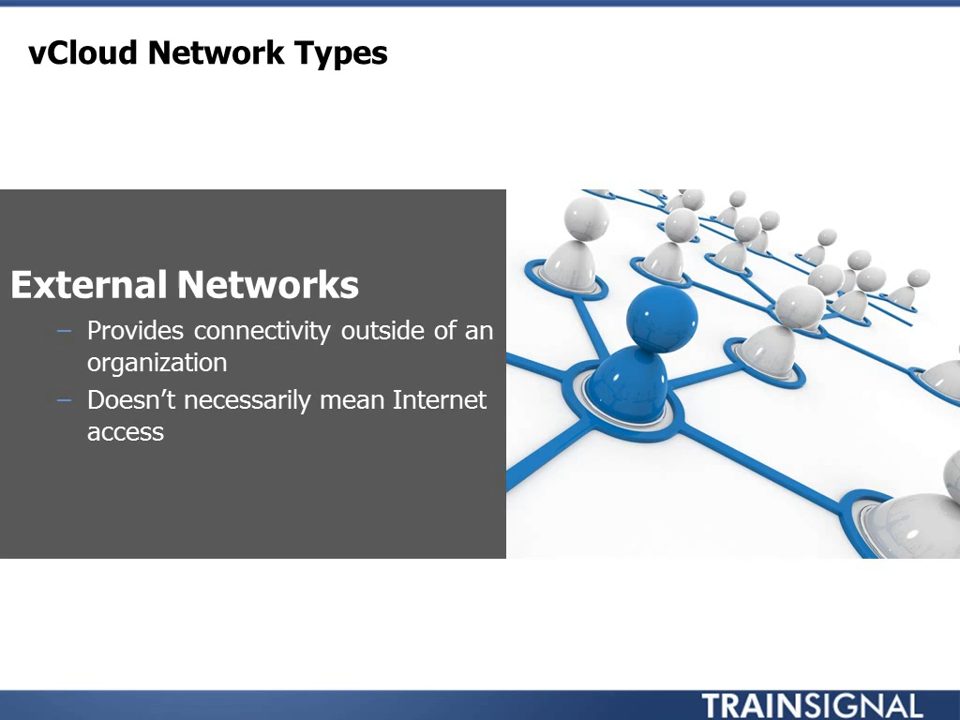 vCloud Network Types
External Networks
– Provides connectivity outside of an
organization
– Doesn’t necessarily mean Internet
access
TRAINSIGNAL